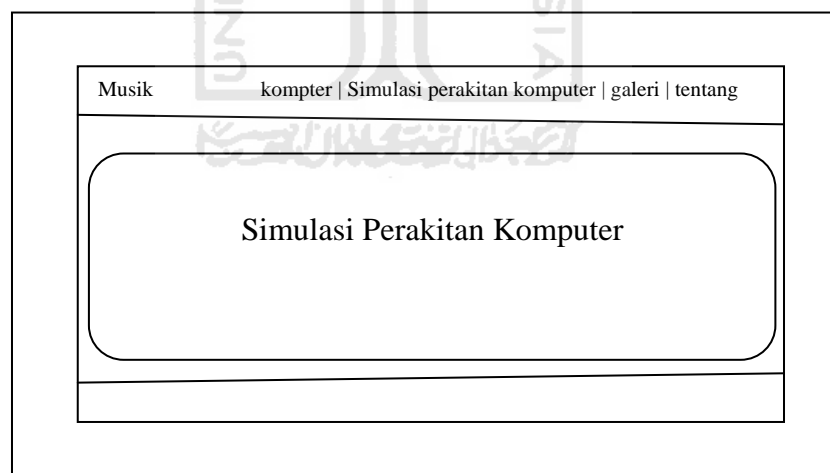 Musik kompter | Simulasi perakitan komputer | galeri | tentang
Simulasi Perakitan Komputer